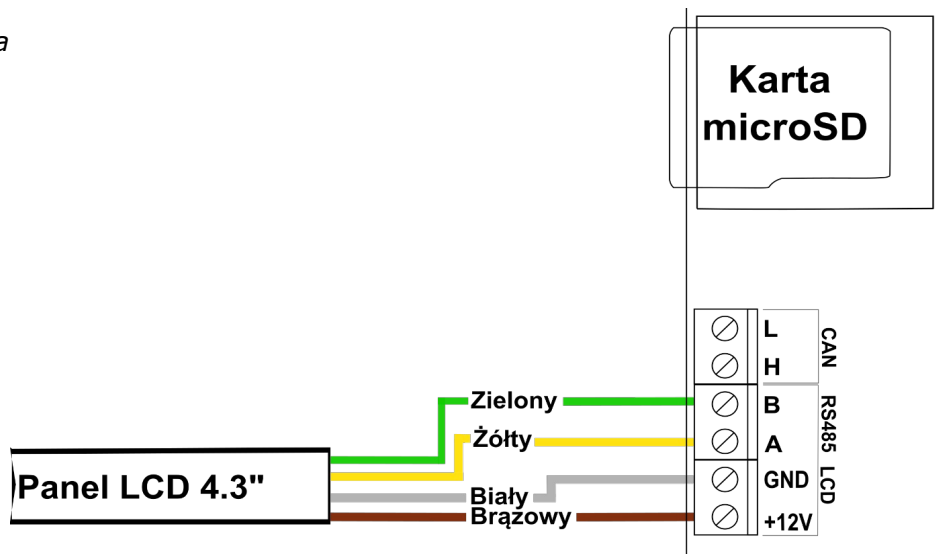 a
Karta
microSD
L
H
CAN
Zielony
B
Żółty
A
RS485
Panel LCD 4.3"
Biały
GND
LCD
Brązowy
+12V